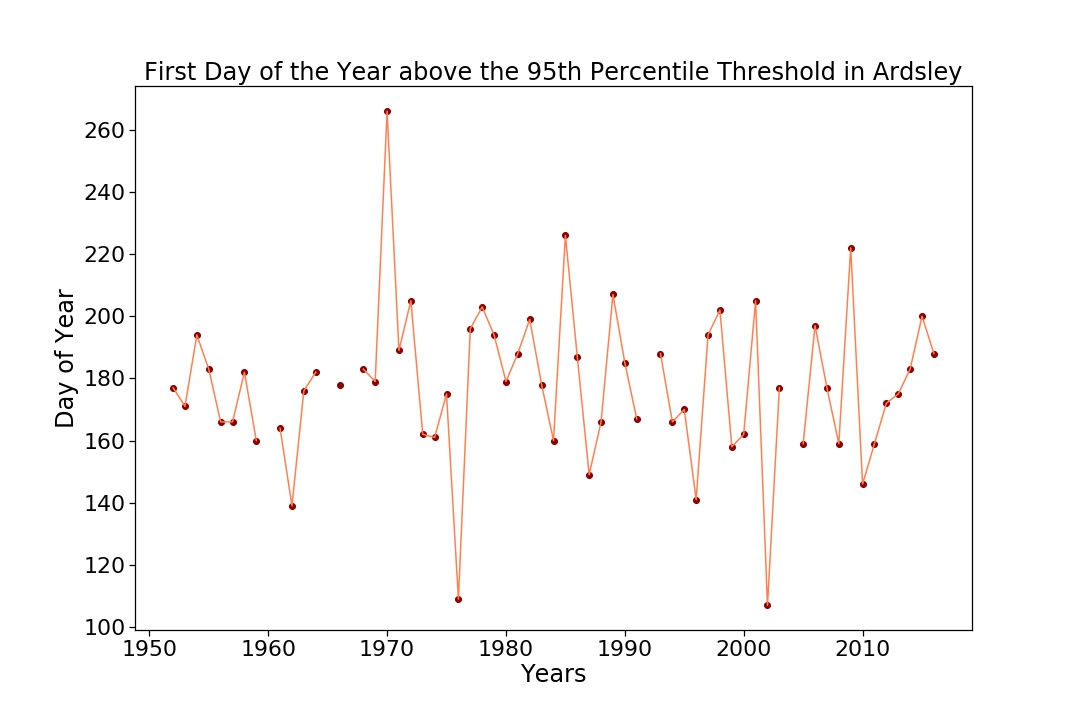 First Day of the Year above the 95th Percentile Threshold in Ardsley
Day of Year
260
240
220
200
180
160
140
120
100
1950 1960 1970 1980 1990 2000 2010
Years